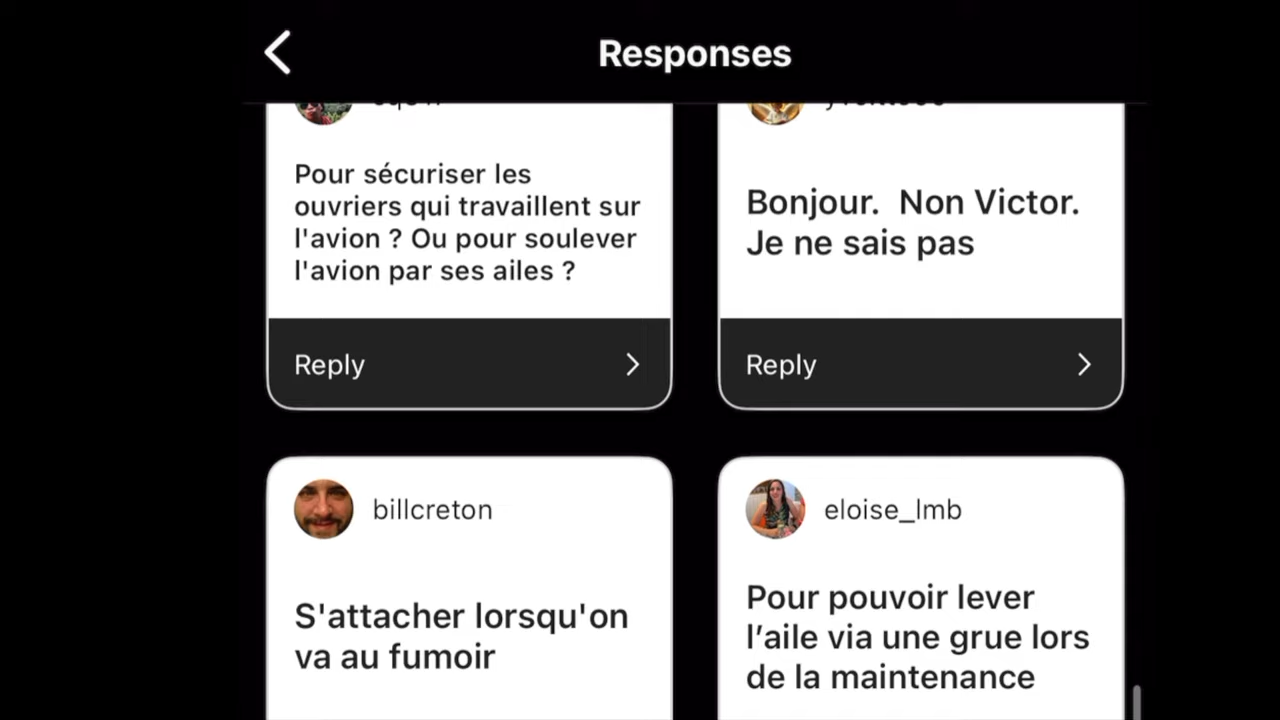 Responses
Pour sécuriser les
ouvriers qui travaillent sur
l'avion ? Ou pour soulever
l'avion par ses ailes ?
Reply
Bonjour.  Non Victor.
Je ne sais pas
Reply
billcreton
S'attacher lorsqu'on
va au fumoir
eloise_lmb
Pour pouvoir lever
l’aile via une grue lors
de la maintenance